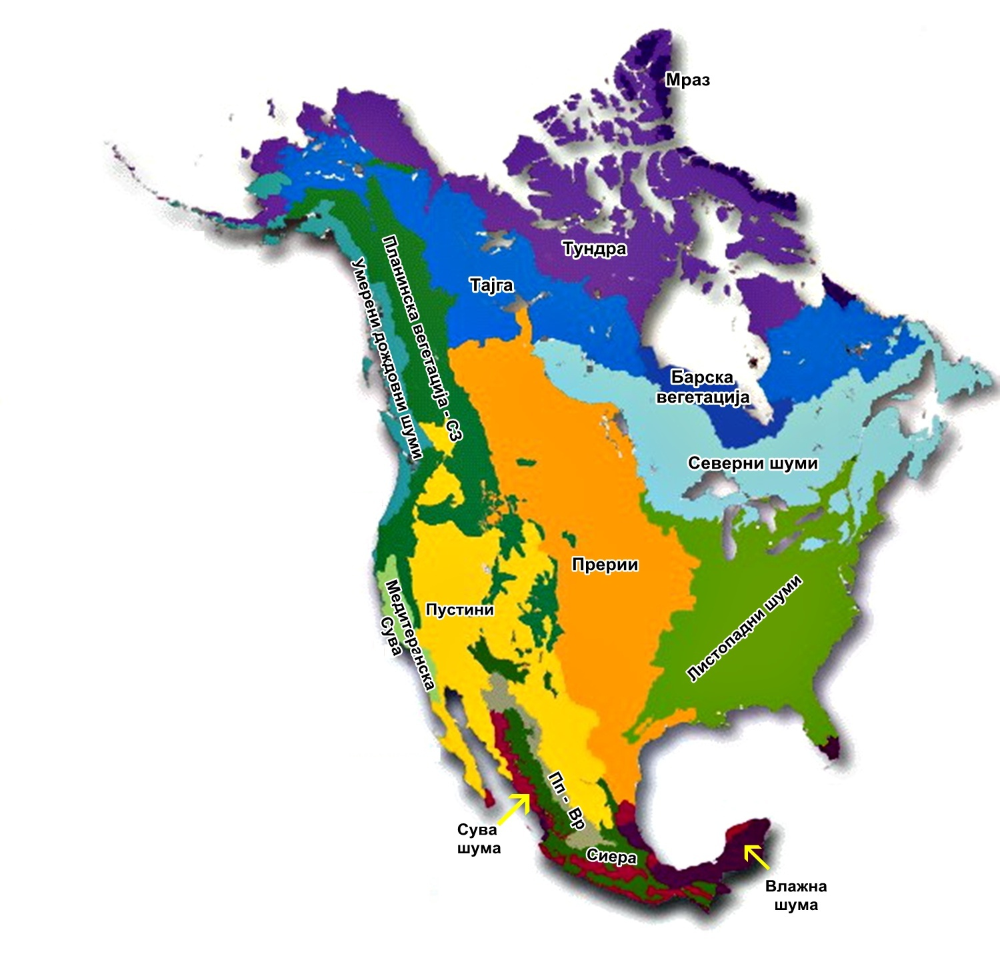 Мраз
Тундра
Тајга
Планинска вегетација - СЗ
Умерени дождовни шуми
Барска
вегетација
Северни шуми
Прерии
Листопадни шуми
Пустини
Медитеранска
Сува
Пп - Вр
Сува
шума
Сиера
Влажна
шума